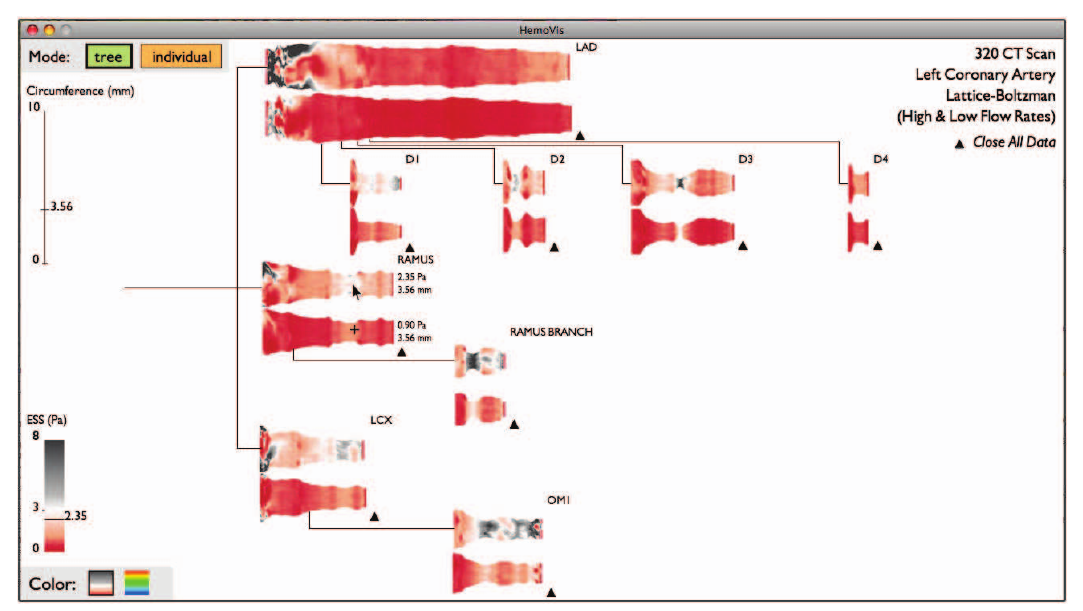 HemoVis
Mode: tree individual
Circumference (mm)
10
3.56
0
LAD
320 CT Scan
Left Coronary Artery
Lattice-Boltzman
(High & Low Flow Rates)
▲ Close All Data
D1
D2
D3
D4
RAMUS
2.35 Pa
3.56 mm
0.90 Pa
3.56 mm
RAMUS BRANCH
LCX
OM1
ESS (Pa)
8
3
2.35
0
Color: